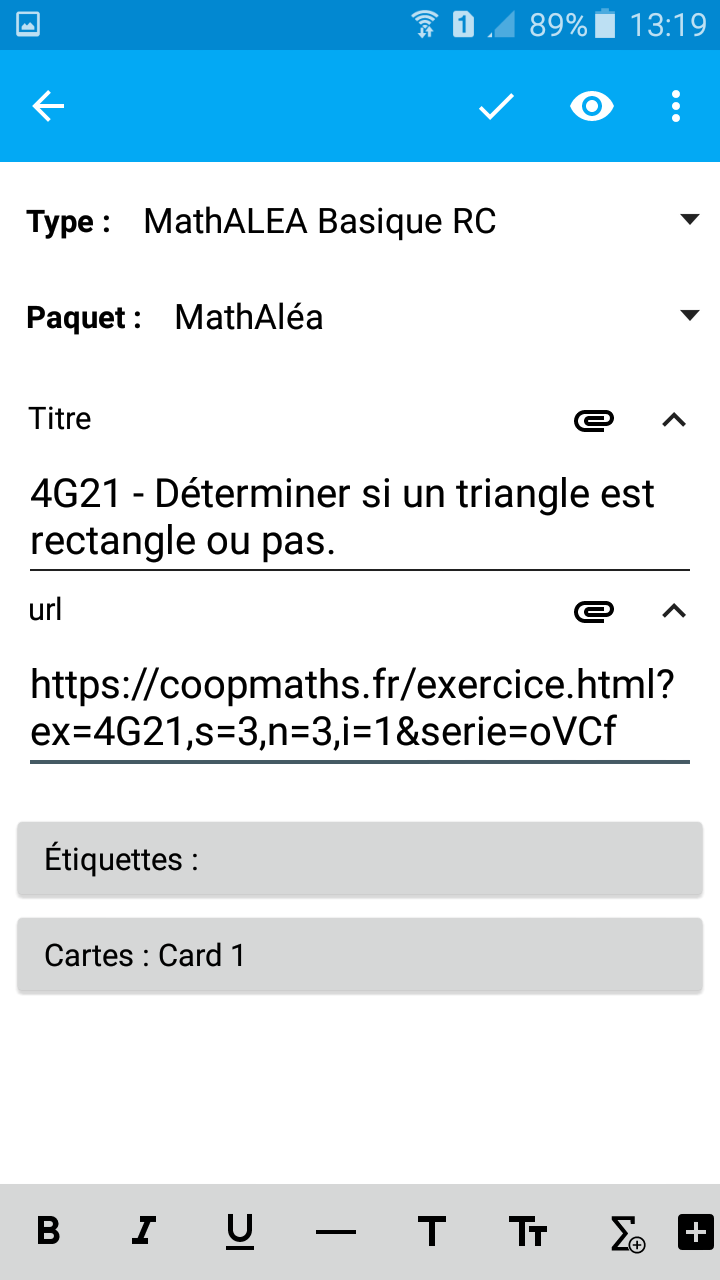 1 89% 13:19
Type : MathALEA Basique RC
Paquet : MathAléa
Titre
4G21 - Déterminer si un triangle est
rectangle ou pas.
url
https://coopmaths.fr/exercice.html?
ex=4G21,s=3,n=3,i=1&serie=oVCf
Étiquettes :
Cartes : Card 1
B I U T TT Σ